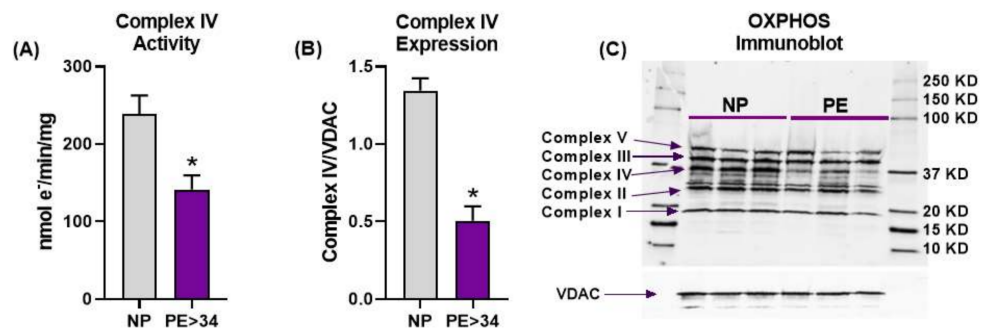 (A)
Complex IV
Activity
nmol e⁻/min/mg
300
200
100
0
*
NP PE>34
(B)
Complex IV
Expression
Complex IV/VDAC
1.5
1.0
0.5
0.0
*
NP PE>34
(C)
OXPHOS
Immunoblot
NP PE
250 KD
150 KD
100 KD
Complex V
Complex III
Complex IV
37 KD
Complex II
Complex I
20 KD
15 KD
10 KD
VDAC